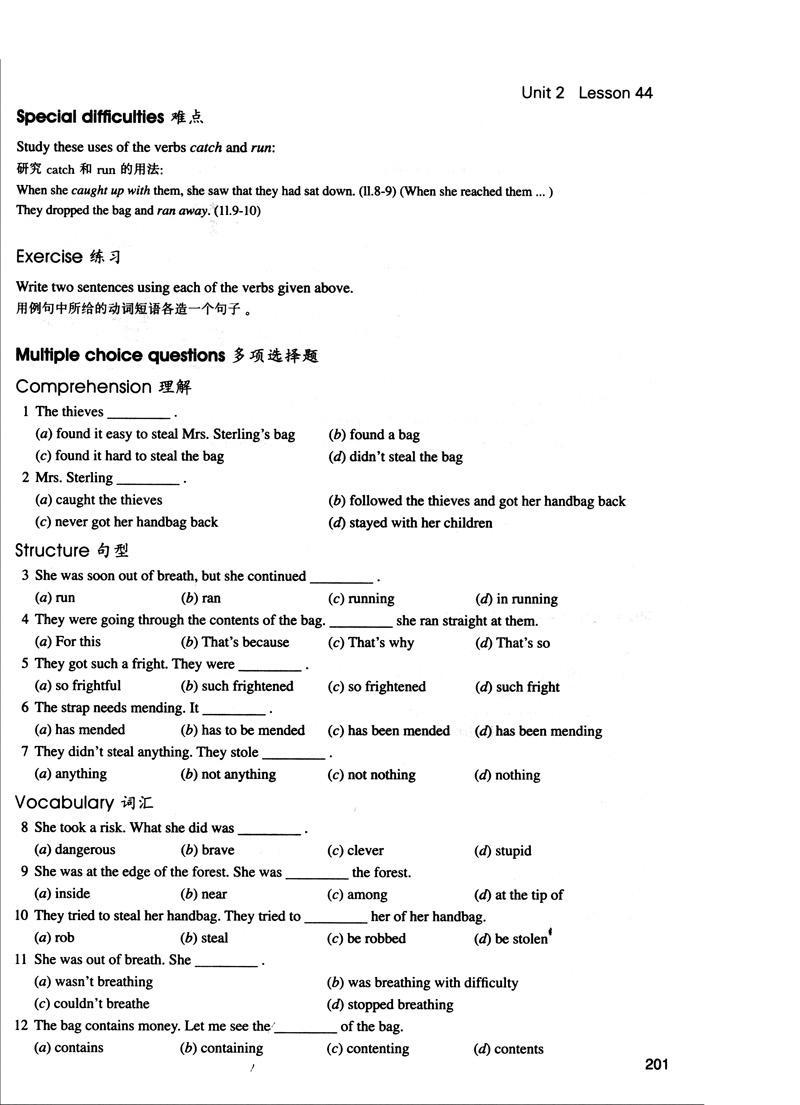 Unit 2 Lesson 44
Special difficulties 难点
Study these uses of the verbs catch and run:
研究 catch 和 run 的用法:
When she caught up with them, she saw that they had sat down. (ll.8-9) (When she reached them ... )
They dropped the bag and ran away. (ll.9-10)
Exercise 练习
Write two sentences using each of the verbs given above.
用例句中所给的动词短语各造一个句子。
Multiple choice questions 多项选择题
Comprehension 理解
1 The thieves ________ .
(a) found it easy to steal Mrs. Sterling's bag (b) found a bag
(c) found it hard to steal the bag (d) didn't steal the bag
2 Mrs. Sterling ________ .
(a) caught the thieves (b) followed the thieves and got her handbag back
(c) never got her handbag back (d) stayed with her children
Structure 句型
3 She was soon out of breath, but she continued ________ .
(a) run (b) ran (c) running (d) in running
4 They were going through the contents of the bag. ________ she ran straight at them.
(a) For this (b) That's because (c) That's why (d) That's so
5 They got such a fright. They were ________ .
(a) so frightful (b) such frightened (c) so frightened (d) such fright
6 The strap needs mending. It ________ .
(a) has mended (b) has to be mended (c) has been mended (d) has been mending
7 They didn't steal anything. They stole ________ .
(a) anything (b) not anything (c) not nothing (d) nothing
Vocabulary 词汇
8 She took a risk. What she did was ________ .
(a) dangerous (b) brave (c) clever (d) stupid
9 She was at the edge of the forest. She was ________ the forest.
(a) inside (b) near (c) among (d) at the tip of
10 They tried to steal her handbag. They tried to ________ her of her handbag.
(a) rob (b) steal (c) be robbed (d) be stolen
11 She was out of breath. She ________ .
(a) wasn't breathing (b) was breathing with difficulty
(c) couldn't breathe (d) stopped breathing
12 The bag contains money. Let me see the ________ of the bag.
(a) contains (b) containing (c) contenting (d) contents
201